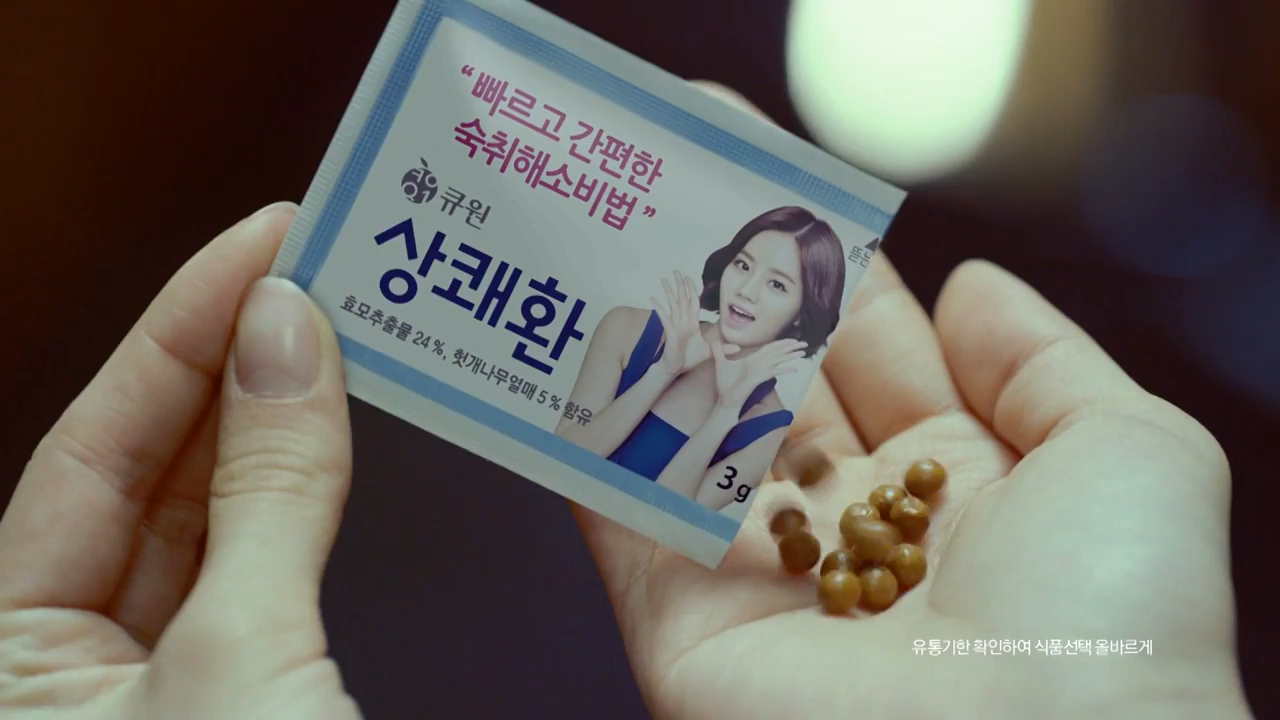 “빠르고 간편한
숙취해소비법”
큐원
상쾌환
효모추출물 24%, 헛개나무열매 5% 함유
3g
유통기한 확인하여 식품선택 올바르게